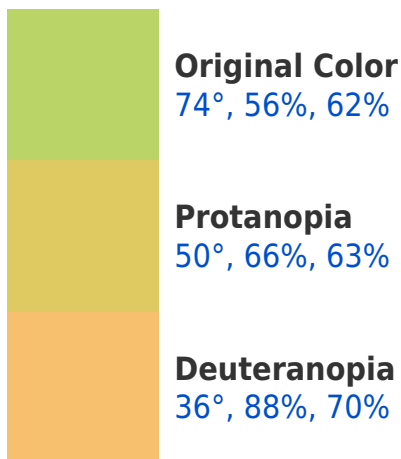 Original Color
74°, 56%, 62%
Protanopia
50°, 66%, 63%
Deuteranopia
36°, 88%, 70%